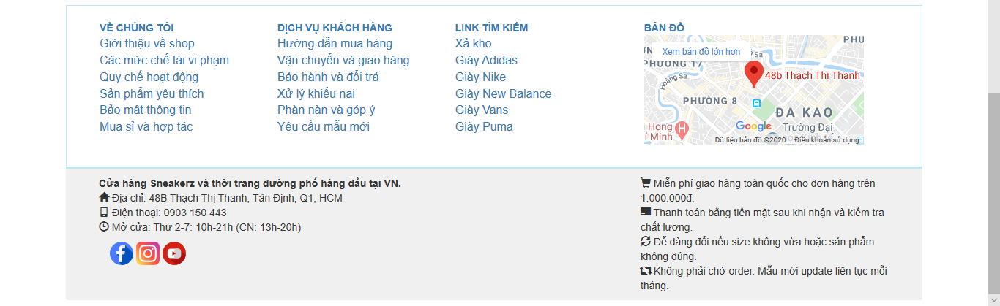 VỀ CHÚNG TÔI
Giới thiệu về shop
Các mức chế tài vi phạm
Quy chế hoạt động
Sản phẩm yêu thích
Bảo mật thông tin
Mua sỉ và hợp tác
DỊCH VỤ KHÁCH HÀNG
Hướng dẫn mua hàng
Vận chuyển và giao hàng
Bảo hành và đổi trả
Xử lý khiếu nại
Phàn nàn và góp ý
Yêu cầu mẫu mới
LINK TÌM KIẾM
Xả kho
Giày Adidas
Giày Nike
Giày New Balance
Giày Vans
Giày Puma
BẢN ĐỒ
Xem bản đồ lớn hơn
PHƯỜNG 17
Hoàng Sa
48b Thạch Thị Thanh
PHƯỜNG 8
ĐA KAO
Trường Đại
Hong
í Minh
Google
Dữ liệu bản đồ ©2020
Điều khoản sử dụng
Cửa hàng Sneakerz và thời trang đường phố hàng đầu tại VN.
Địa chỉ: 48B Thạch Thị Thanh, Tân Định, Q1, HCM
Điện thoại: 0903 150 443
Mở cửa: Thứ 2-7: 10h-21h (CN: 13h-20h)
Miễn phí giao hàng toàn quốc cho đơn hàng trên
1.000.000đ.
Thanh toán bằng tiền mặt sau khi nhận và kiểm tra
chất lượng.
Dễ dàng đổi nếu size không vừa hoặc sản phẩm
không đúng.
Không phải chờ order. Mẫu mới update liên tục mỗi
tháng.